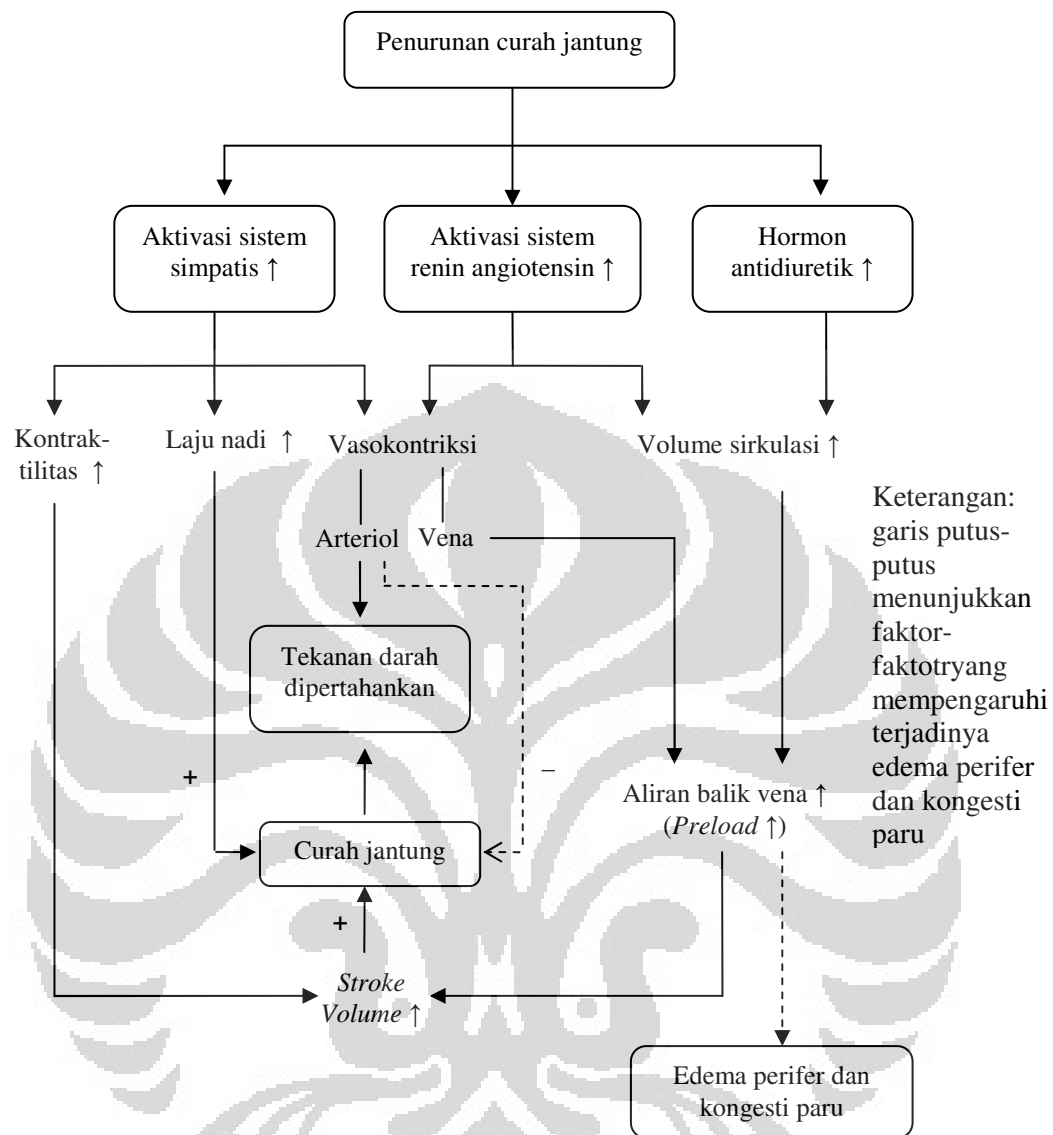 Penurunan curah jantung
Aktivasi sistem
simpatis ↑
Aktivasi sistem
renin angiotensin ↑
Hormon
antidiuretik ↑
Kontrak-
tilitas ↑
Laju nadi ↑
Vasokontriksi
Volume sirkulasi ↑
Arteriol
Vena
Keterangan:
garis putus-
putus
menunjukkan
faktor-
faktotryang
mempengaruhi
terjadinya
edema perifer
dan kongesti
paru
Tekanan darah
dipertahankan
+
–
Aliran balik vena ↑
(Preload ↑)
Curah jantung
+
Stroke
Volume ↑
Edema perifer dan
kongesti paru